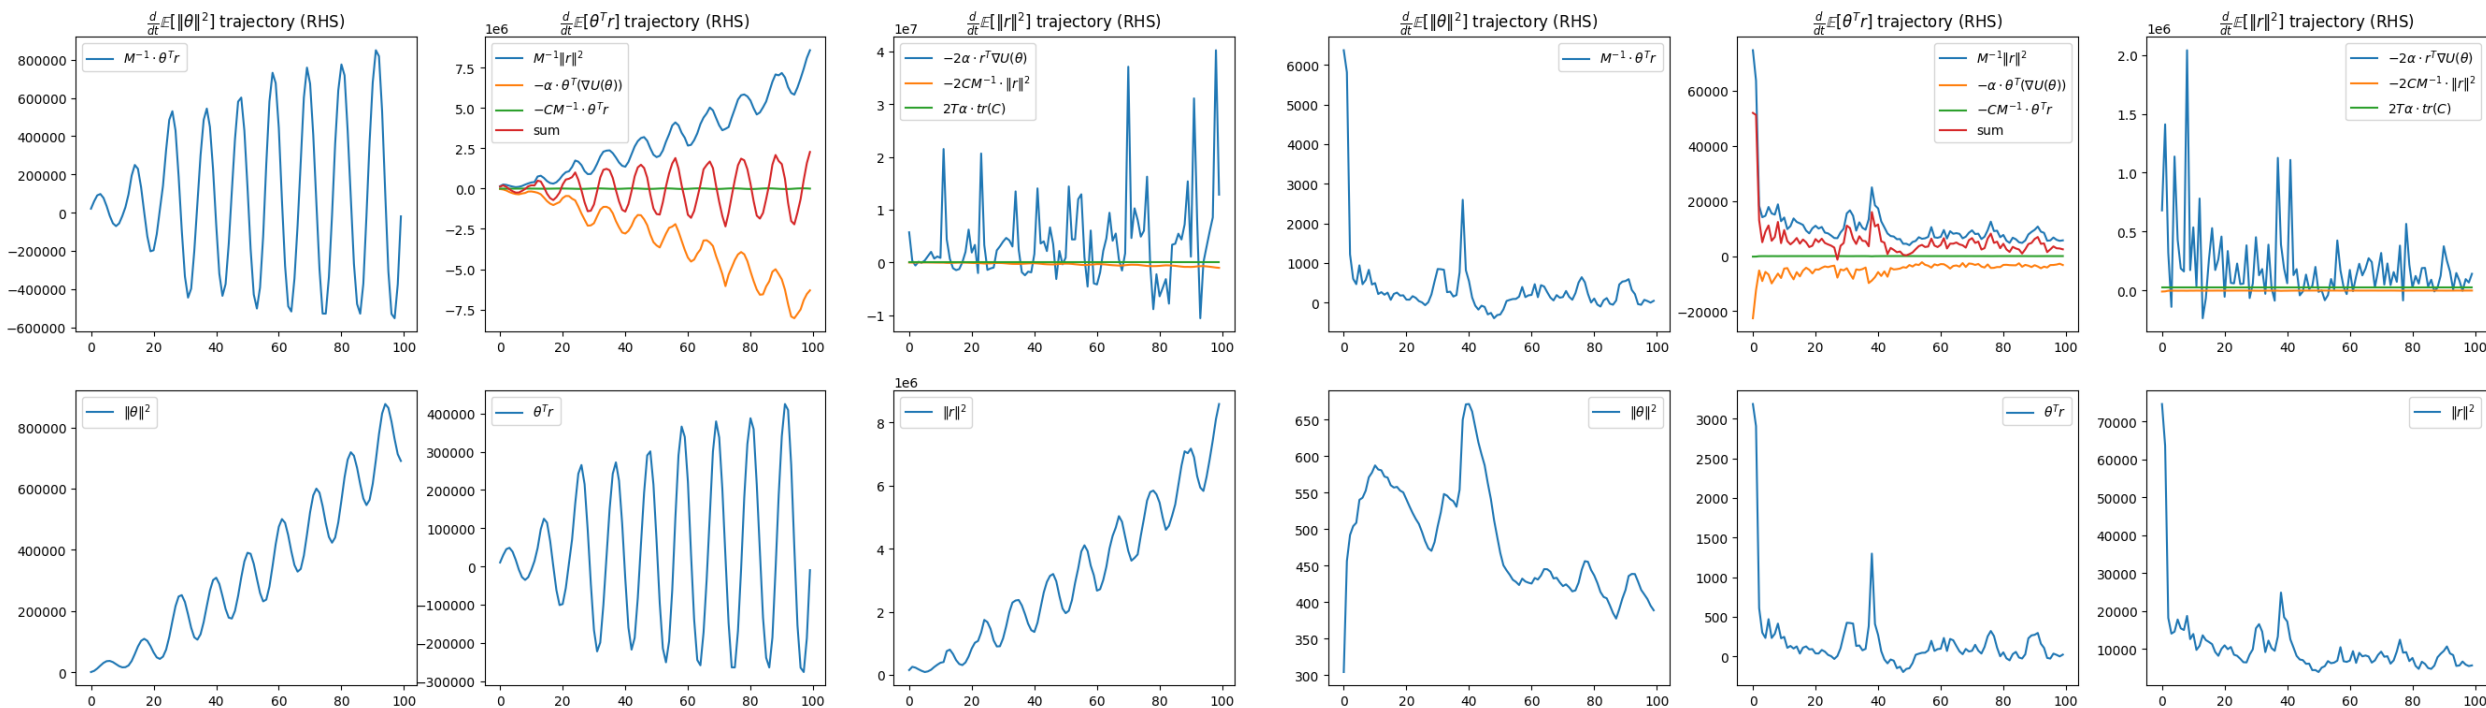 d/dt 𝔼[‖θ‖²] trajectory (RHS)
M⁻¹ · θᵀr
800000
600000
400000
200000
0
−200000
−400000
−600000
0 20 40 60 80 100
d/dt 𝔼[θᵀr] trajectory (RHS)
1e6
M⁻¹‖r‖²
−α · θᵀ(∇U(θ))
−CM⁻¹ · θᵀr
sum
7.5
5.0
2.5
0.0
−2.5
−5.0
−7.5
0 20 40 60 80 100
d/dt 𝔼[‖r‖²] trajectory (RHS)
1e7
−2α · rᵀ∇U(θ)
−2CM⁻¹ · ‖r‖²
2Tα · tr(C)
4
3
2
1
0
−1
0 20 40 60 80 100
d/dt 𝔼[‖θ‖²] trajectory (RHS)
M⁻¹ · θᵀr
6000
5000
4000
3000
2000
1000
0
0 20 40 60 80 100
d/dt 𝔼[θᵀr] trajectory (RHS)
M⁻¹‖r‖²
−α · θᵀ(∇U(θ))
−CM⁻¹ · θᵀr
sum
60000
40000
20000
0
−20000
0 20 40 60 80 100
d/dt 𝔼[‖r‖²] trajectory (RHS)
1e6
−2α · rᵀ∇U(θ)
−2CM⁻¹ · ‖r‖²
2Tα · tr(C)
2.0
1.5
1.0
0.5
0.0
0 20 40 60 80 100
‖θ‖²
800000
600000
400000
200000
0
0 20 40 60 80 100
θᵀr
400000
300000
200000
100000
0
−100000
−200000
−300000
0 20 40 60 80 100
1e6
‖r‖²
8
6
4
2
0
0 20 40 60 80 100
‖θ‖²
650
600
550
500
450
400
350
300
0 20 40 60 80 100
θᵀr
3000
2500
2000
1500
1000
500
0
0 20 40 60 80 100
‖r‖²
70000
60000
50000
40000
30000
20000
10000
0 20 40 60 80 100